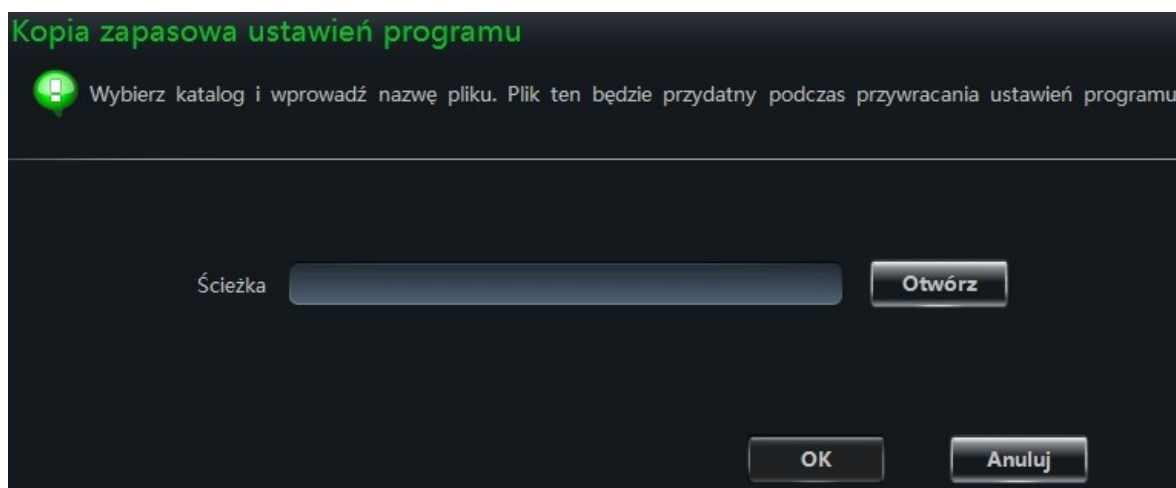 Kopia zapasowa ustawień programu
Wybierz katalog i wprowadź nazwę pliku. Plik ten będzie przydatny podczas przywracania ustawień programu
Ścieżka Otwórz
OK Anuluj